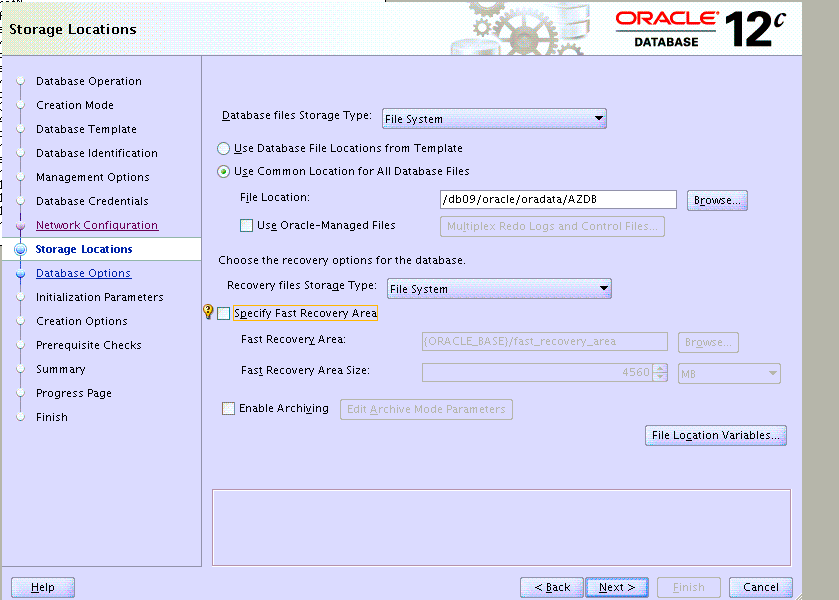 Storage Locations
ORACLE
DATABASE
12c
Database Operation
Creation Mode
Database Template
Database Identification
Management Options
Database Credentials
Network Configuration
Storage Locations
Database Options
Initialization Parameters
Creation Options
Prerequisite Checks
Summary
Progress Page
Finish
Database files Storage Type: File System
Use Database File Locations from Template
Use Common Location for All Database Files
File Location: /db09/oracle/oradata/AZDB Browse...
Use Oracle-Managed Files Multiplex Redo Logs and Control Files...
Choose the recovery options for the database.
Recovery files Storage Type: File System
Specify Fast Recovery Area
Fast Recovery Area: {ORACLE_BASE}/fast_recovery_area Browse...
Fast Recovery Area Size: 4560 MB
Enable Archiving Edit Archive Mode Parameters
File Location Variables...
Help < Back Next > Finish Cancel